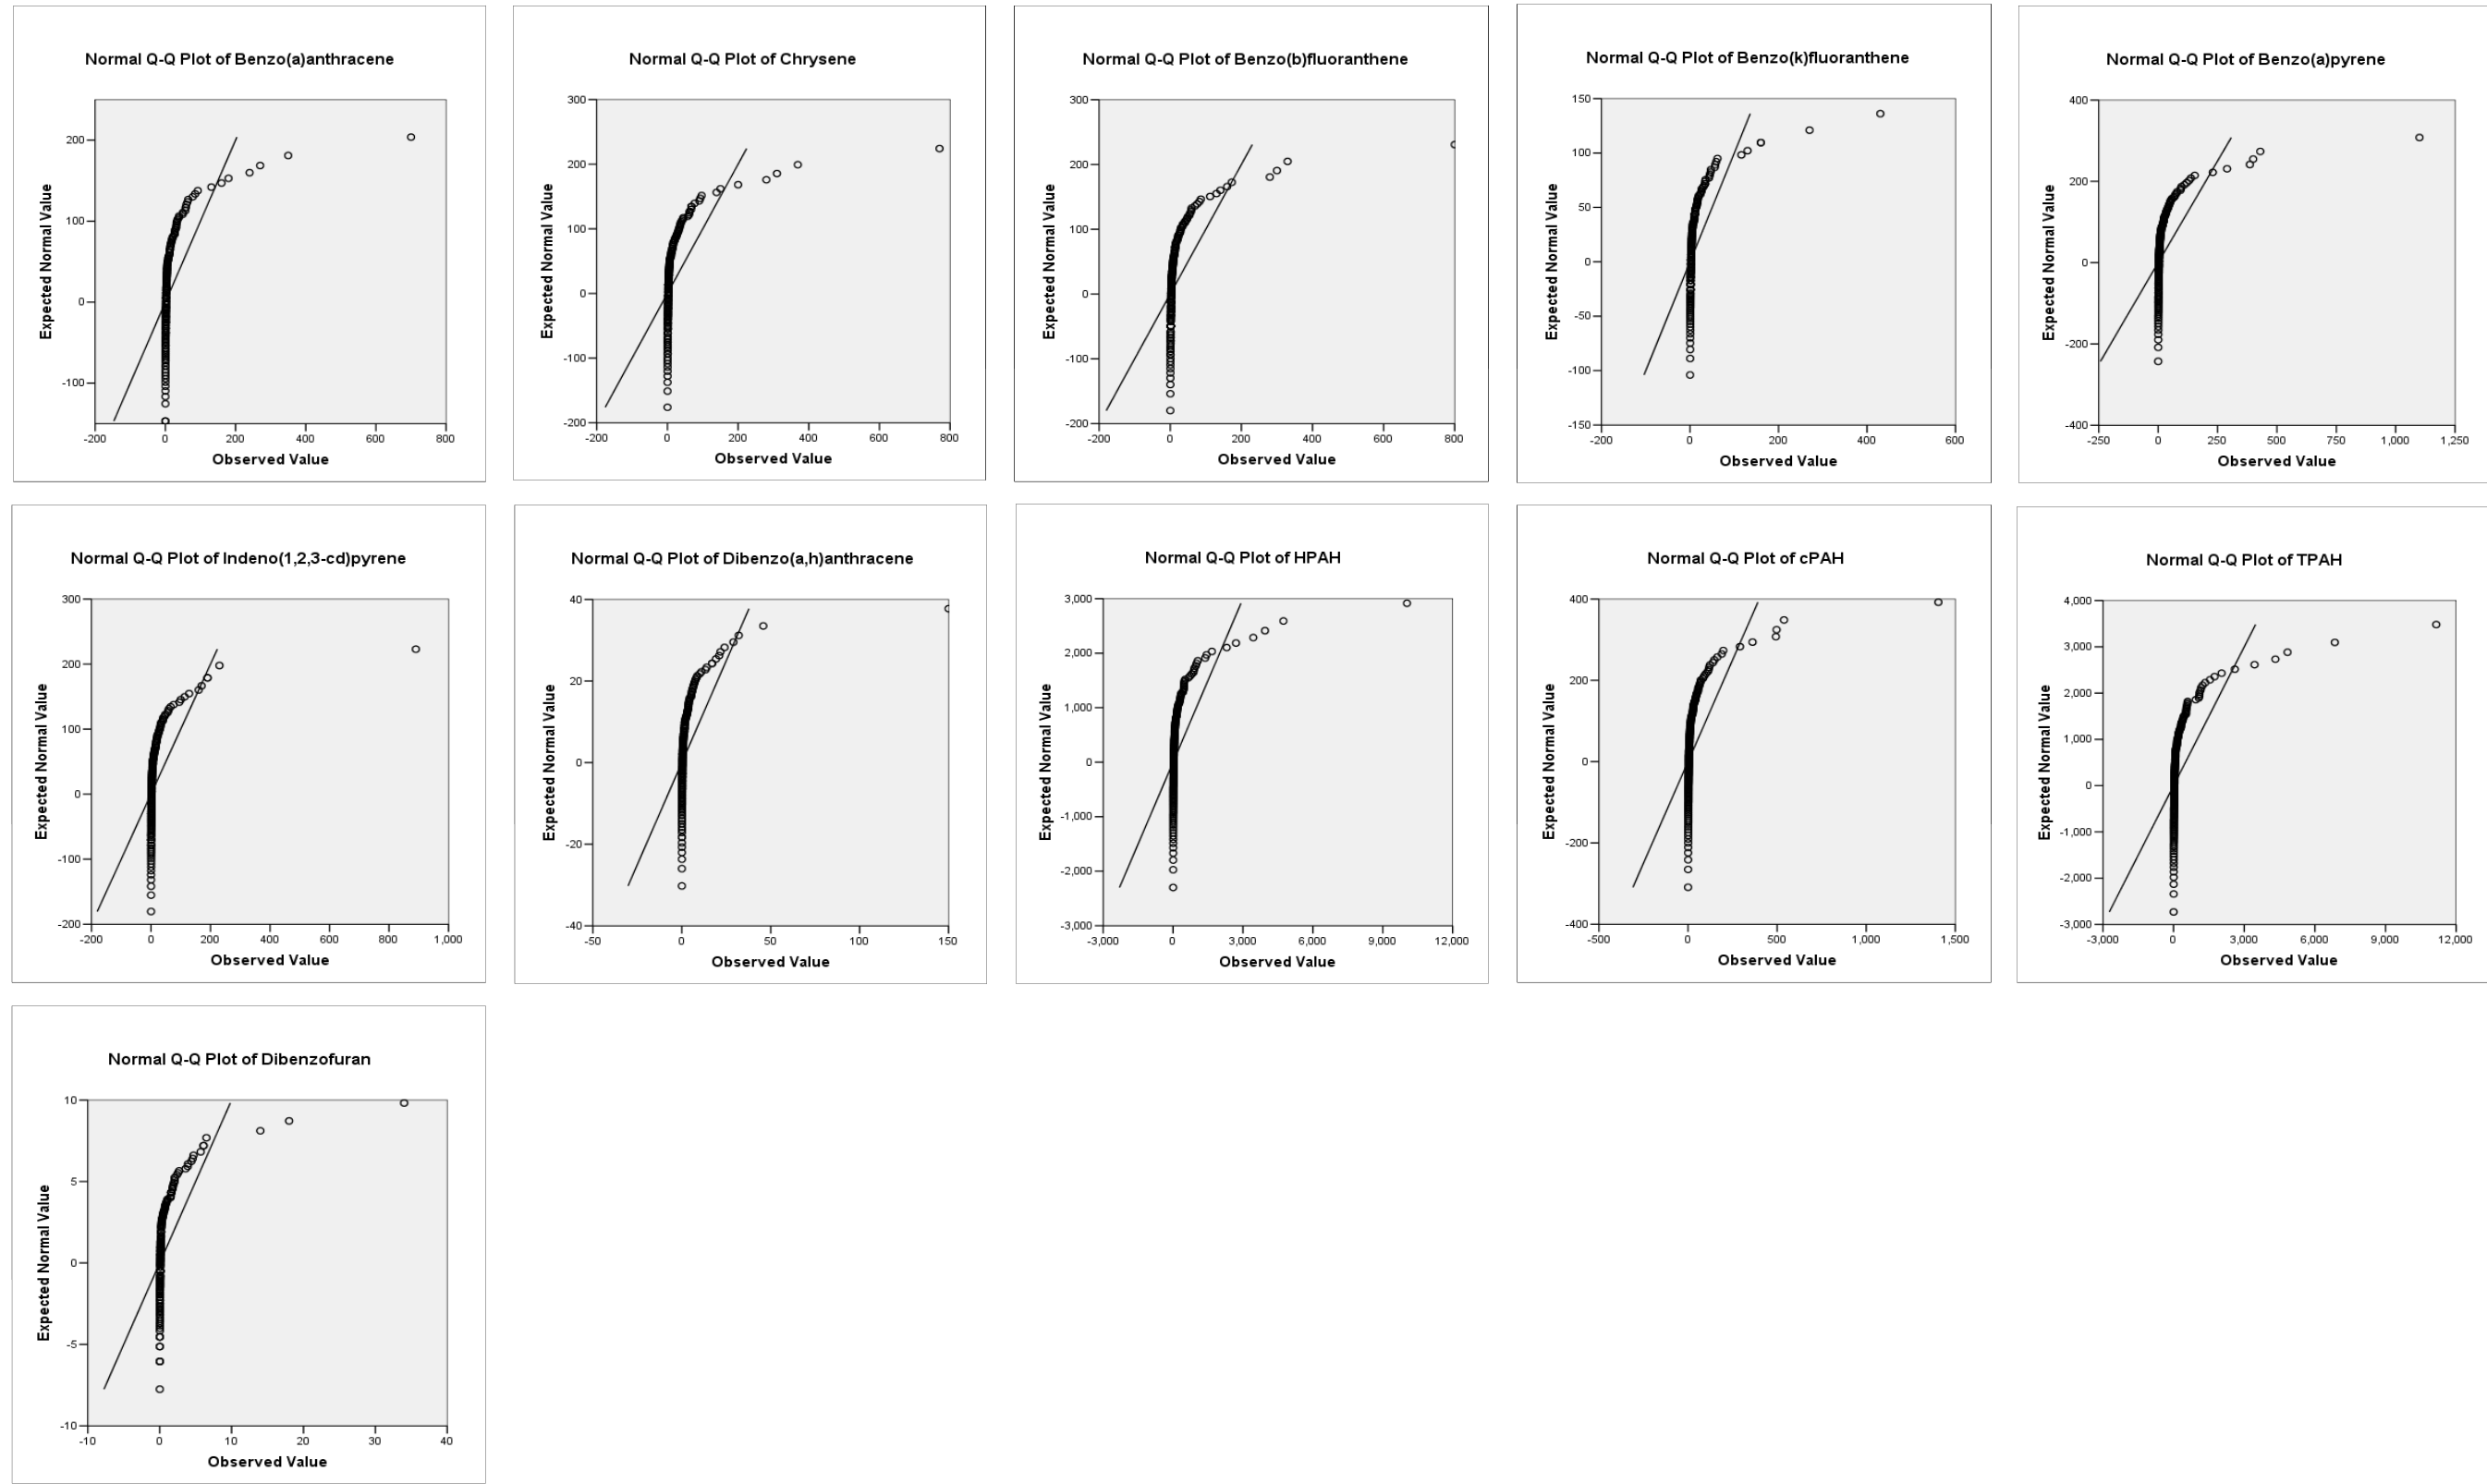 Normal Q-Q Plot of Benzo(a)anthracene
Expected Normal Value
200
100
0
-100
-200 0 200 400 600 800
Observed Value
Normal Q-Q Plot of Chrysene
Expected Normal Value
300
200
100
0
-100
-200
-200 0 200 400 600 800
Observed Value
Normal Q-Q Plot of Benzo(b)fluoranthene
Expected Normal Value
300
200
100
0
-100
-200
-200 0 200 400 600 800
Observed Value
Normal Q-Q Plot of Benzo(k)fluoranthene
Expected Normal Value
150
100
50
0
-50
-100
-150
-200 0 200 400 600
Observed Value
Normal Q-Q Plot of Benzo(a)pyrene
Expected Normal Value
400
200
0
-200
-400
-250 0 250 500 750 1,000 1,250
Observed Value
Normal Q-Q Plot of Indeno(1,2,3-cd)pyrene
Expected Normal Value
300
200
100
0
-100
-200
-200 0 200 400 600 800 1,000
Observed Value
Normal Q-Q Plot of Dibenzo(a,h)anthracene
Expected Normal Value
40
20
0
-20
-40
-50 0 50 100 150
Observed Value
Normal Q-Q Plot of HPAH
Expected Normal Value
3,000
2,000
1,000
0
-1,000
-2,000
-3,000
-3,000 0 3,000 6,000 9,000 12,000
Observed Value
Normal Q-Q Plot of cPAH
Expected Normal Value
400
200
0
-200
-400
-500 0 500 1,000 1,500
Observed Value
Normal Q-Q Plot of TPAH
Expected Normal Value
4,000
3,000
2,000
1,000
0
-1,000
-2,000
-3,000
-3,000 0 3,000 6,000 9,000 12,000
Observed Value
Normal Q-Q Plot of Dibenzofuran
Expected Normal Value
10
5
0
-5
-10
-10 0 10 20 30 40
Observed Value